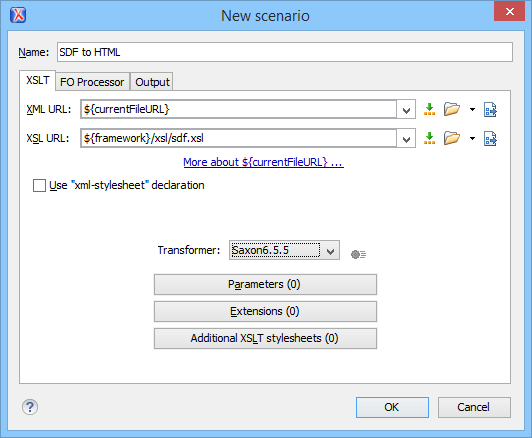 New scenario
Name: SDF to HTML
XSLT FO Processor Output
XML URL: ${currentFileURL}
XSL URL: ${framework}/xsl/sdf.xsl
More about ${currentFileURL} ...
Use "xml-stylesheet" declaration
Transformer: Saxon6.5.5
Parameters (0)
Extensions (0)
Additional XSLT stylesheets (0)
? OK Cancel